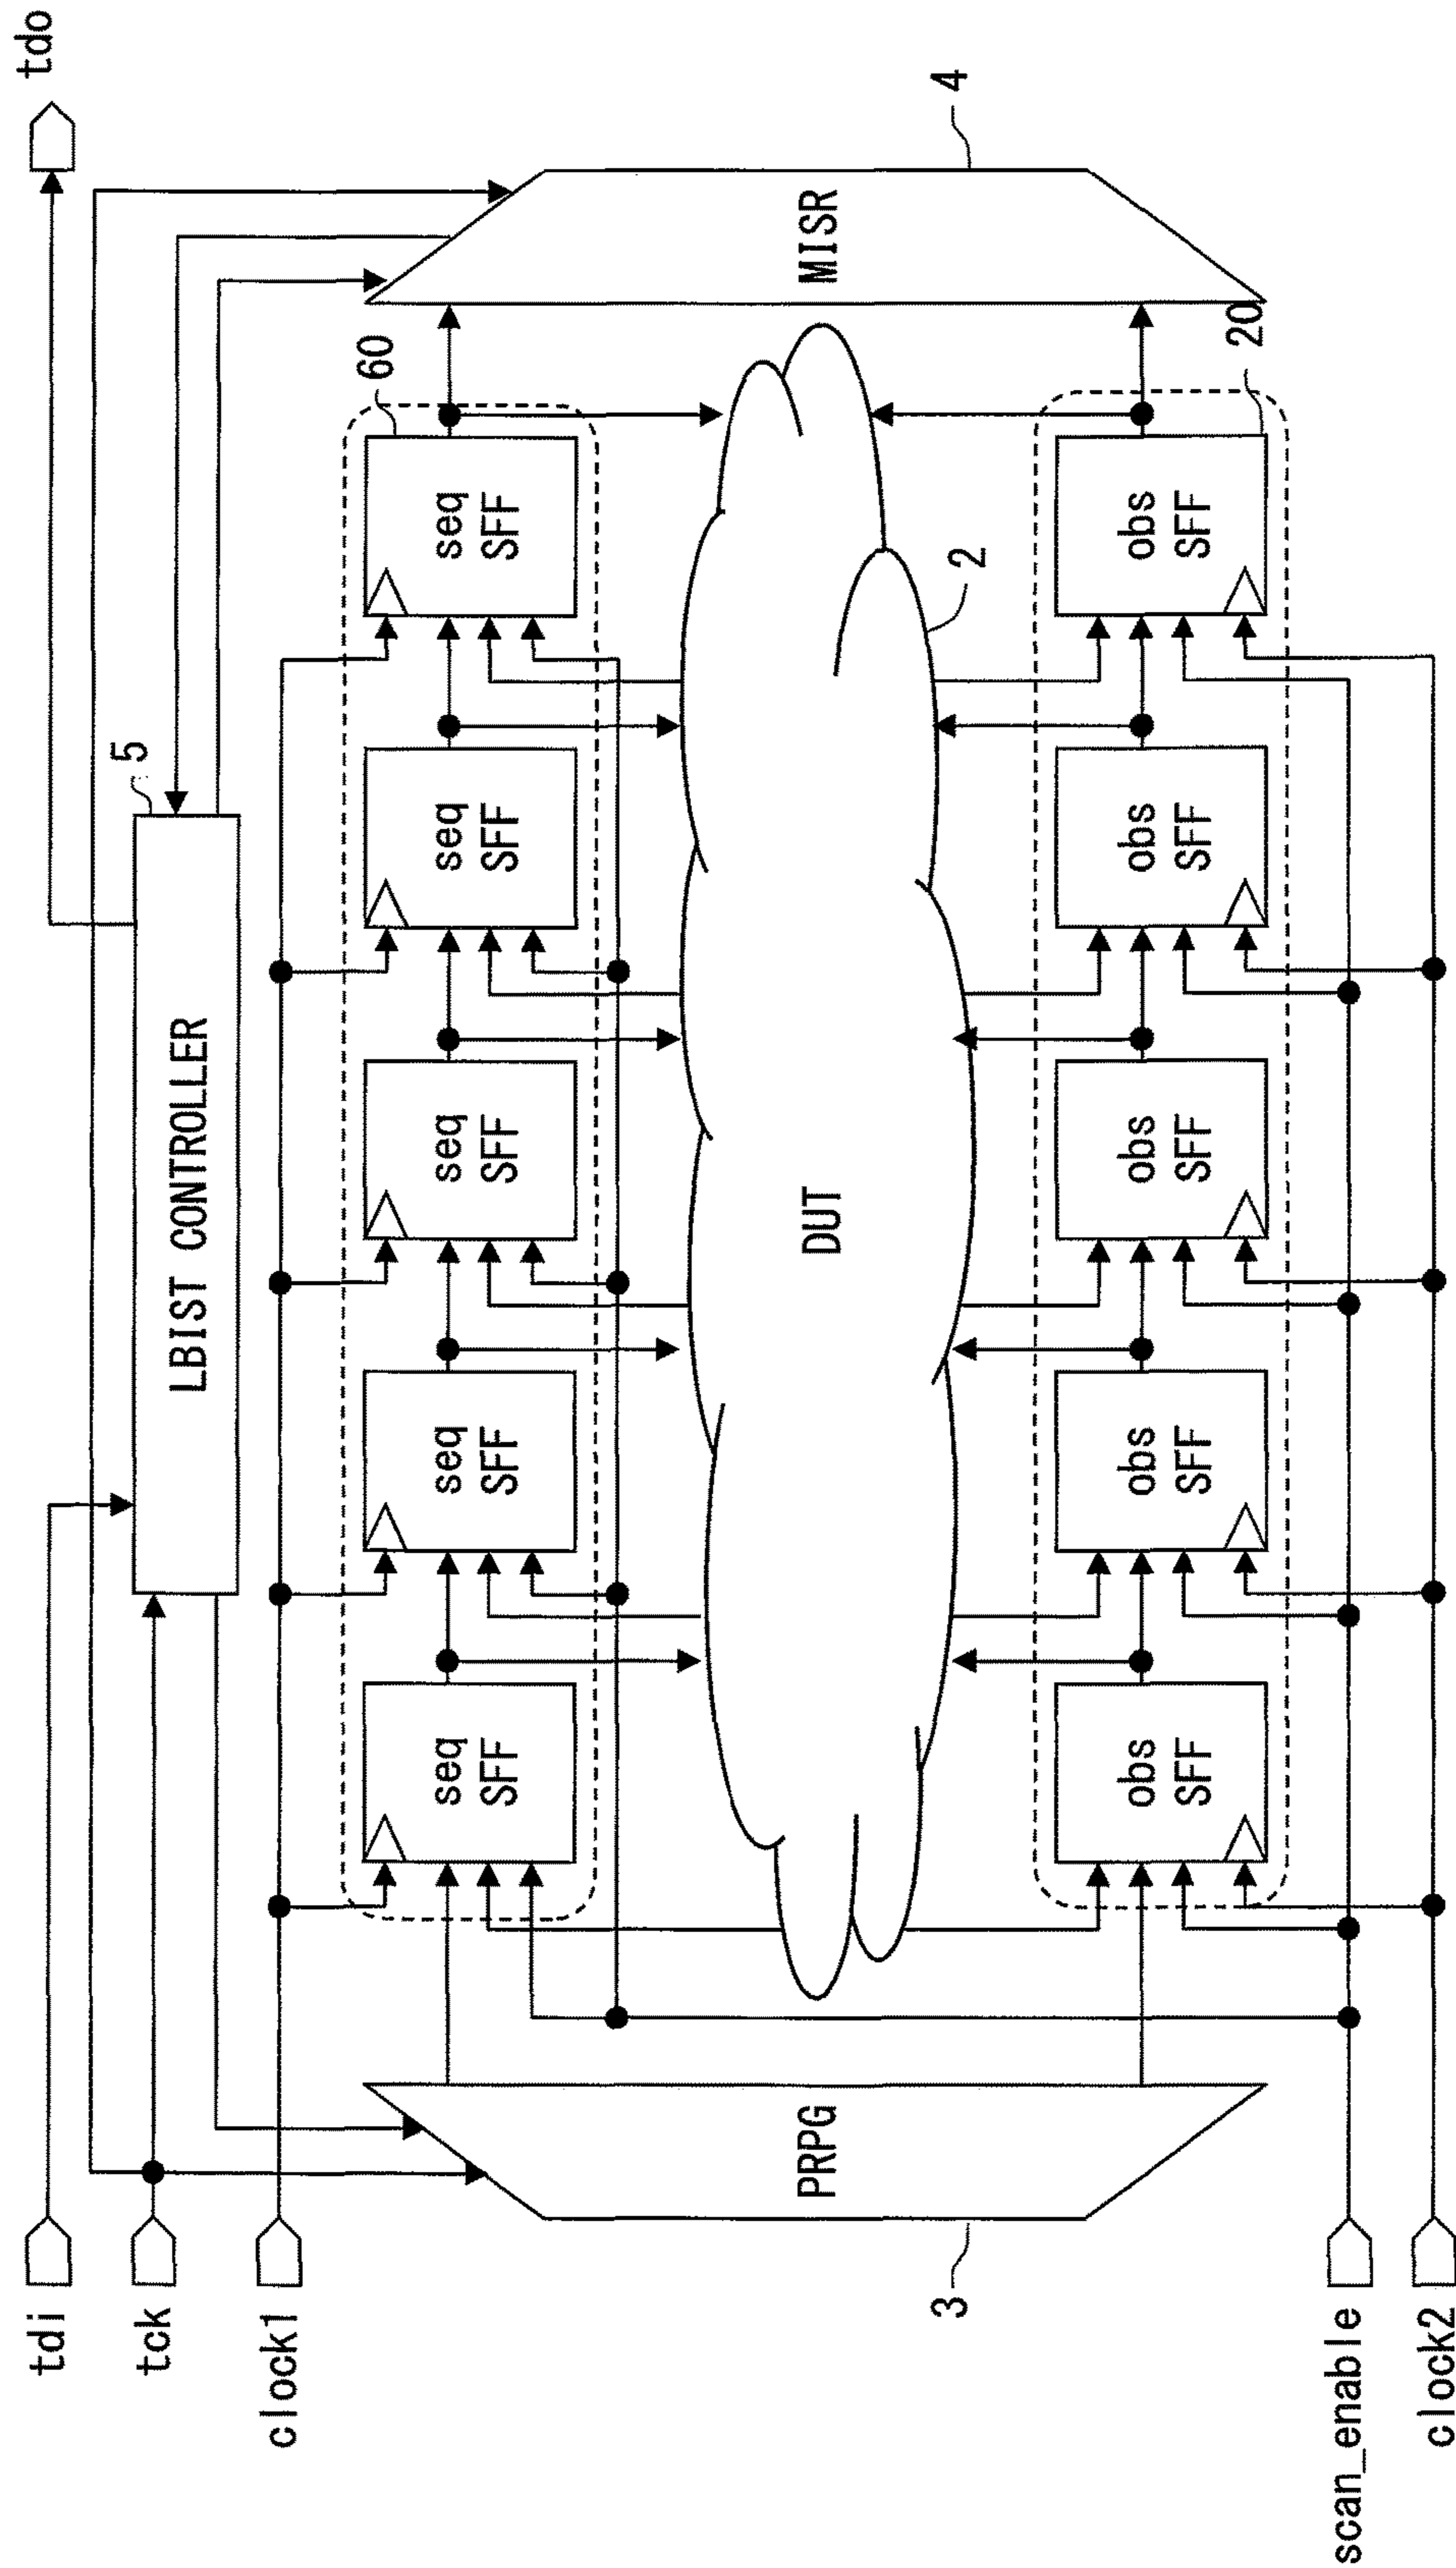 tdi
tck
clock1
scan_enable
clock2
tdo
LBIST CONTROLLER
5
PRPG
3
MISR
4
60
seq
SFF
seq
SFF
seq
SFF
seq
SFF
seq
SFF
DUT
2
obs
SFF
obs
SFF
obs
SFF
obs
SFF
obs
SFF
20